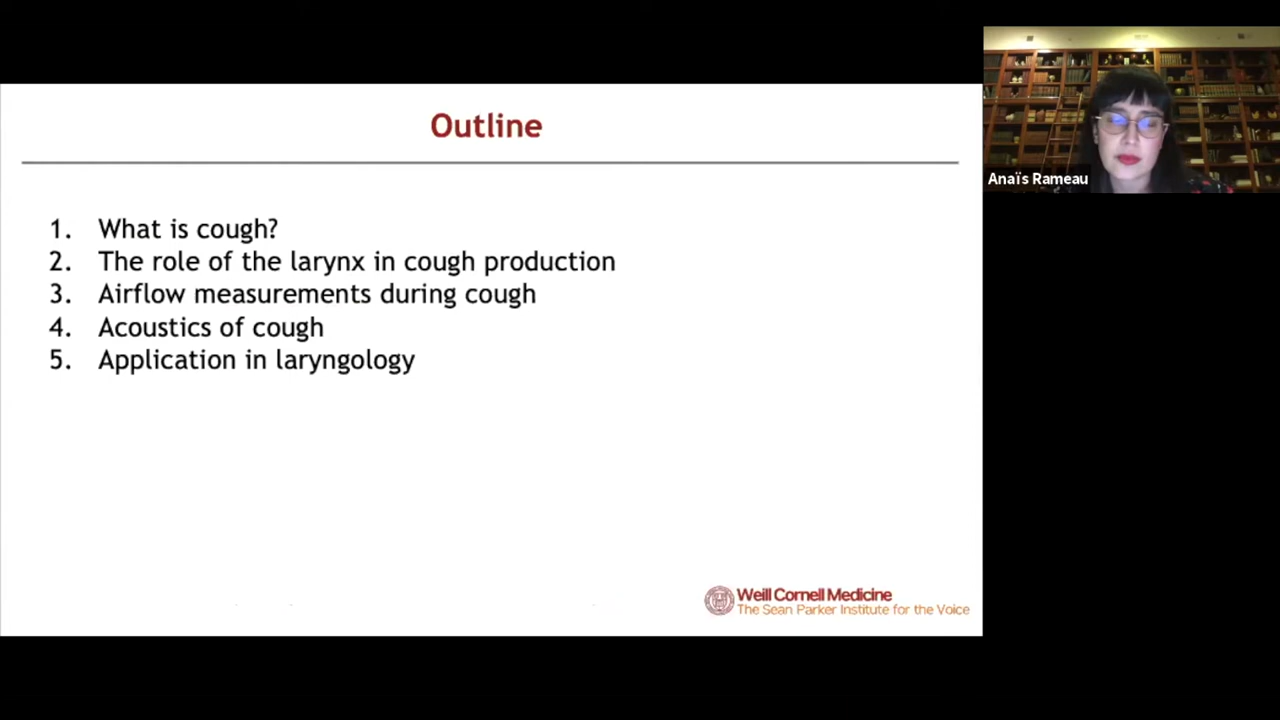 Outline
1. What is cough?
2. The role of the larynx in cough production
3. Airflow measurements during cough
4. Acoustics of cough
5. Application in laryngology
Weill Cornell Medicine
The Sean Parker Institute for the Voice
Anaïs Rameau